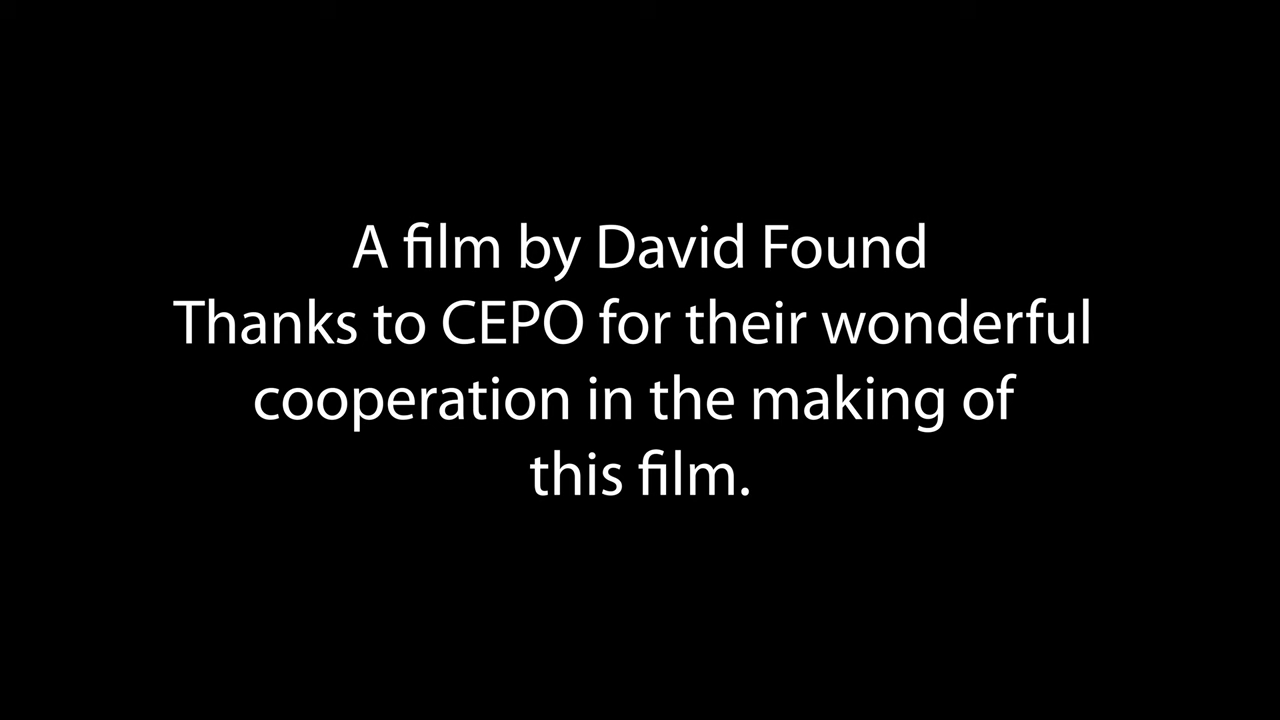 A film by David Found
Thanks to CEPO for their wonderful
cooperation in the making of
this film.